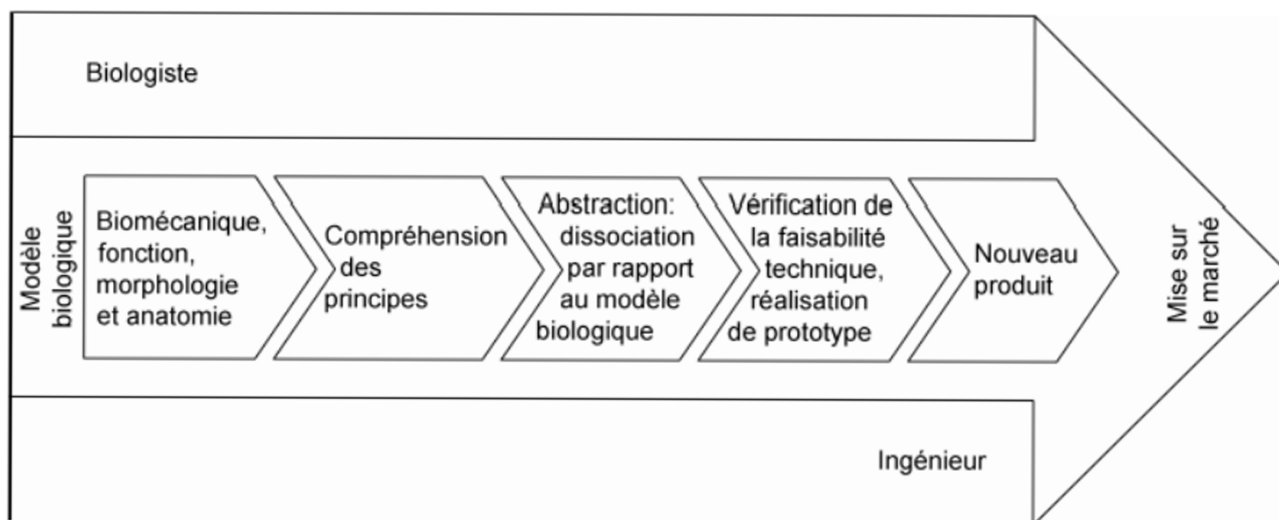 Biologiste
Modèle
biologique
Biomécanique,
fonction,
morphologie
et anatomie
Compréhension
des
principes
Abstraction:
dissociation
par rapport
au modèle
biologique
Vérification de
la faisabilité
technique,
réalisation
de prototype
Nouveau
produit
Mise sur
le marché
Ingénieur